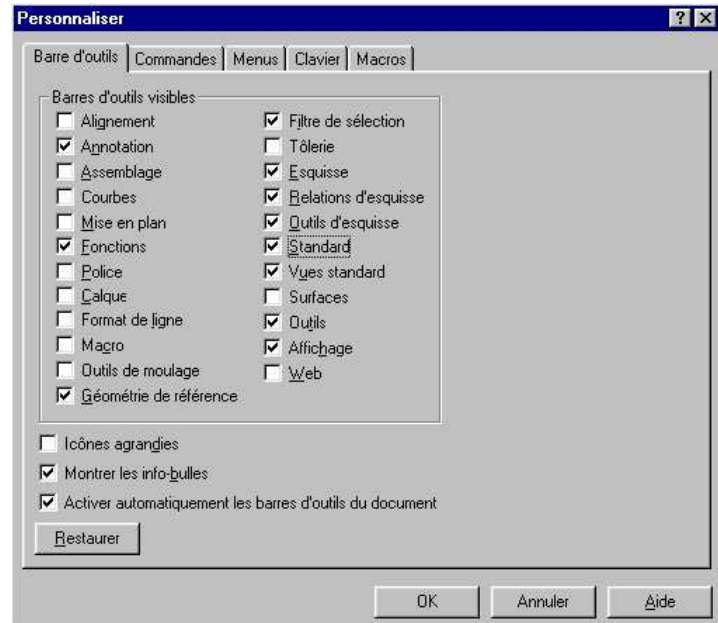 Personnaliser
Barre d'outils Commandes Menus Clavier Macros
Barres d'outils visibles
Alignement
Annotation
Assemblage
Courbes
Mise en plan
Fonctions
Police
Calque
Format de ligne
Macro
Outils de moulage
Géométrie de référence
Filtre de sélection
Tôlerie
Esquisse
Relations d'esquisse
Outils d'esquisse
Standard
Vues standard
Surfaces
Outils
Affichage
Web
Icônes agrandies
Montrer les info-bulles
Activer automatiquement les barres d'outils du document
Restaurer
OK Annuler Aide